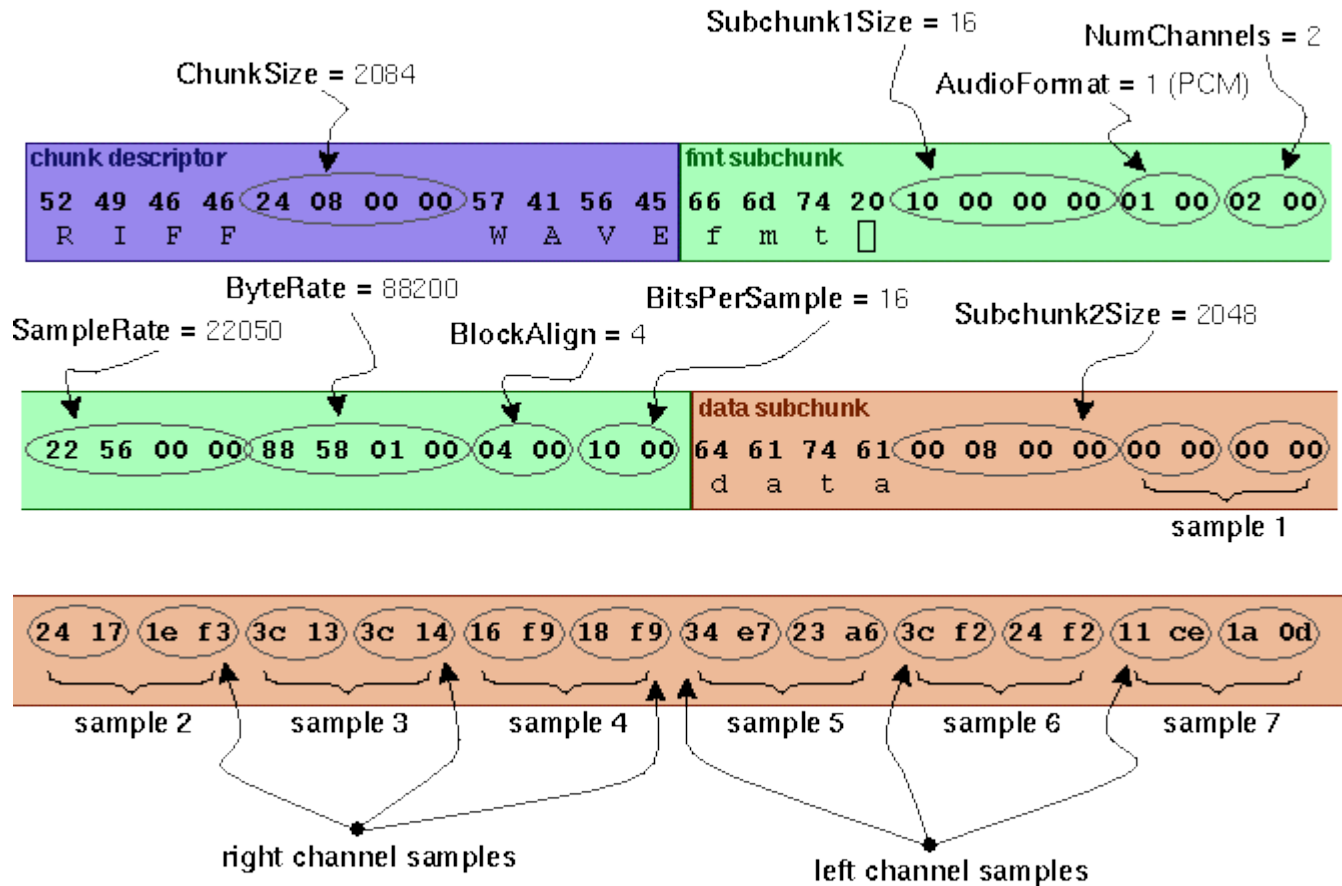 Subchunk1Size = 16
NumChannels = 2
ChunkSize = 2084
AudioFormat = 1 (PCM)
chunk descriptor
fmt subchunk
52 49 46 46 24 08 00 00 57 41 56 45 66 6d 74 20 10 00 00 00 01 00 02 00
R I F F W A V E f m t
ByteRate = 88200
BitsPerSample = 16
SampleRate = 22050
BlockAlign = 4
Subchunk2Size = 2048
data subchunk
22 56 00 00 88 58 01 00 04 00 10 00 64 61 74 61 00 08 00 00 00 00 00 00
d a t a
sample 1
24 17 1e f3 3c 13 3c 14 16 f9 18 f9 34 e7 23 a6 3c f2 24 f2 11 ce 1a 0d
sample 2 sample 3 sample 4 sample 5 sample 6 sample 7
right channel samples
left channel samples